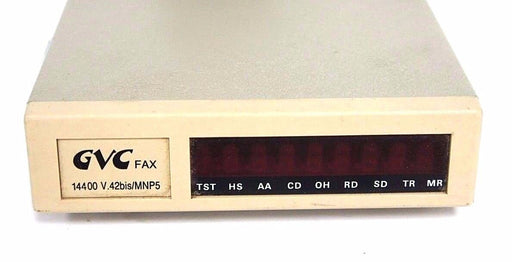 GVC FAX
14400 V.42bis/MNP5
TST HS AA CD OH RD SD TR MR